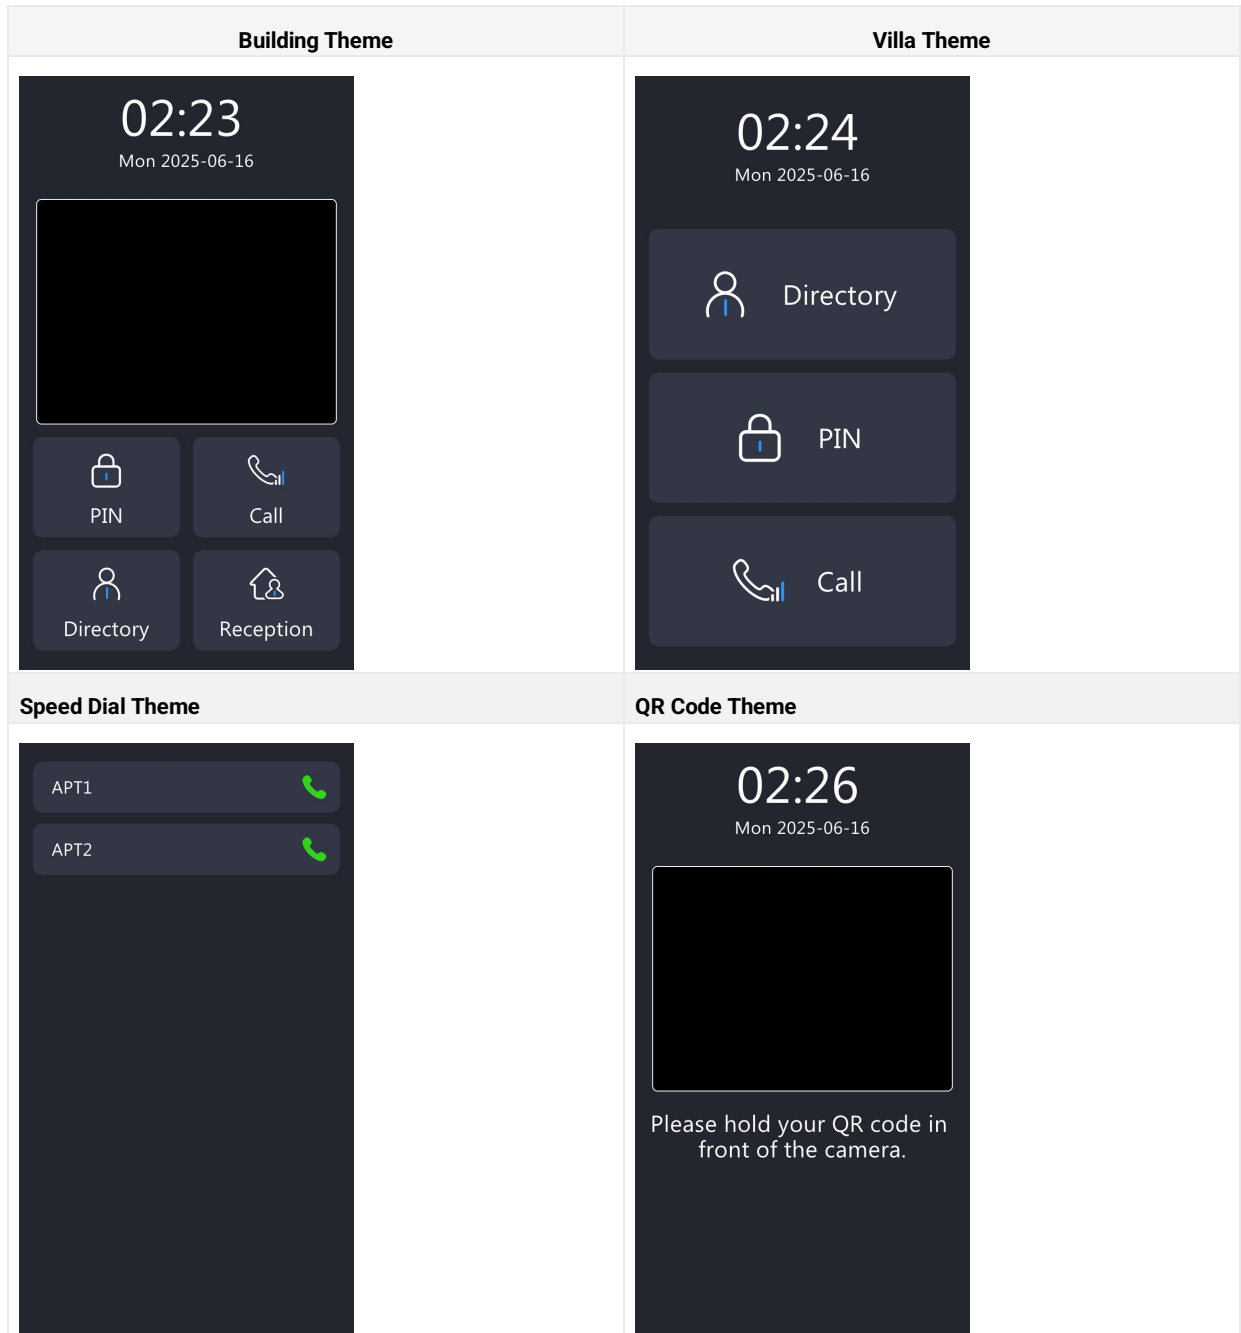 Building Theme
Villa Theme
02:23
Mon 2025-06-16
PIN
Call
Directory
Reception
02:24
Mon 2025-06-16
Directory
PIN
Call
Speed Dial Theme
QR Code Theme
APT1
APT2
02:26
Mon 2025-06-16
Please hold your QR code in
front of the camera.